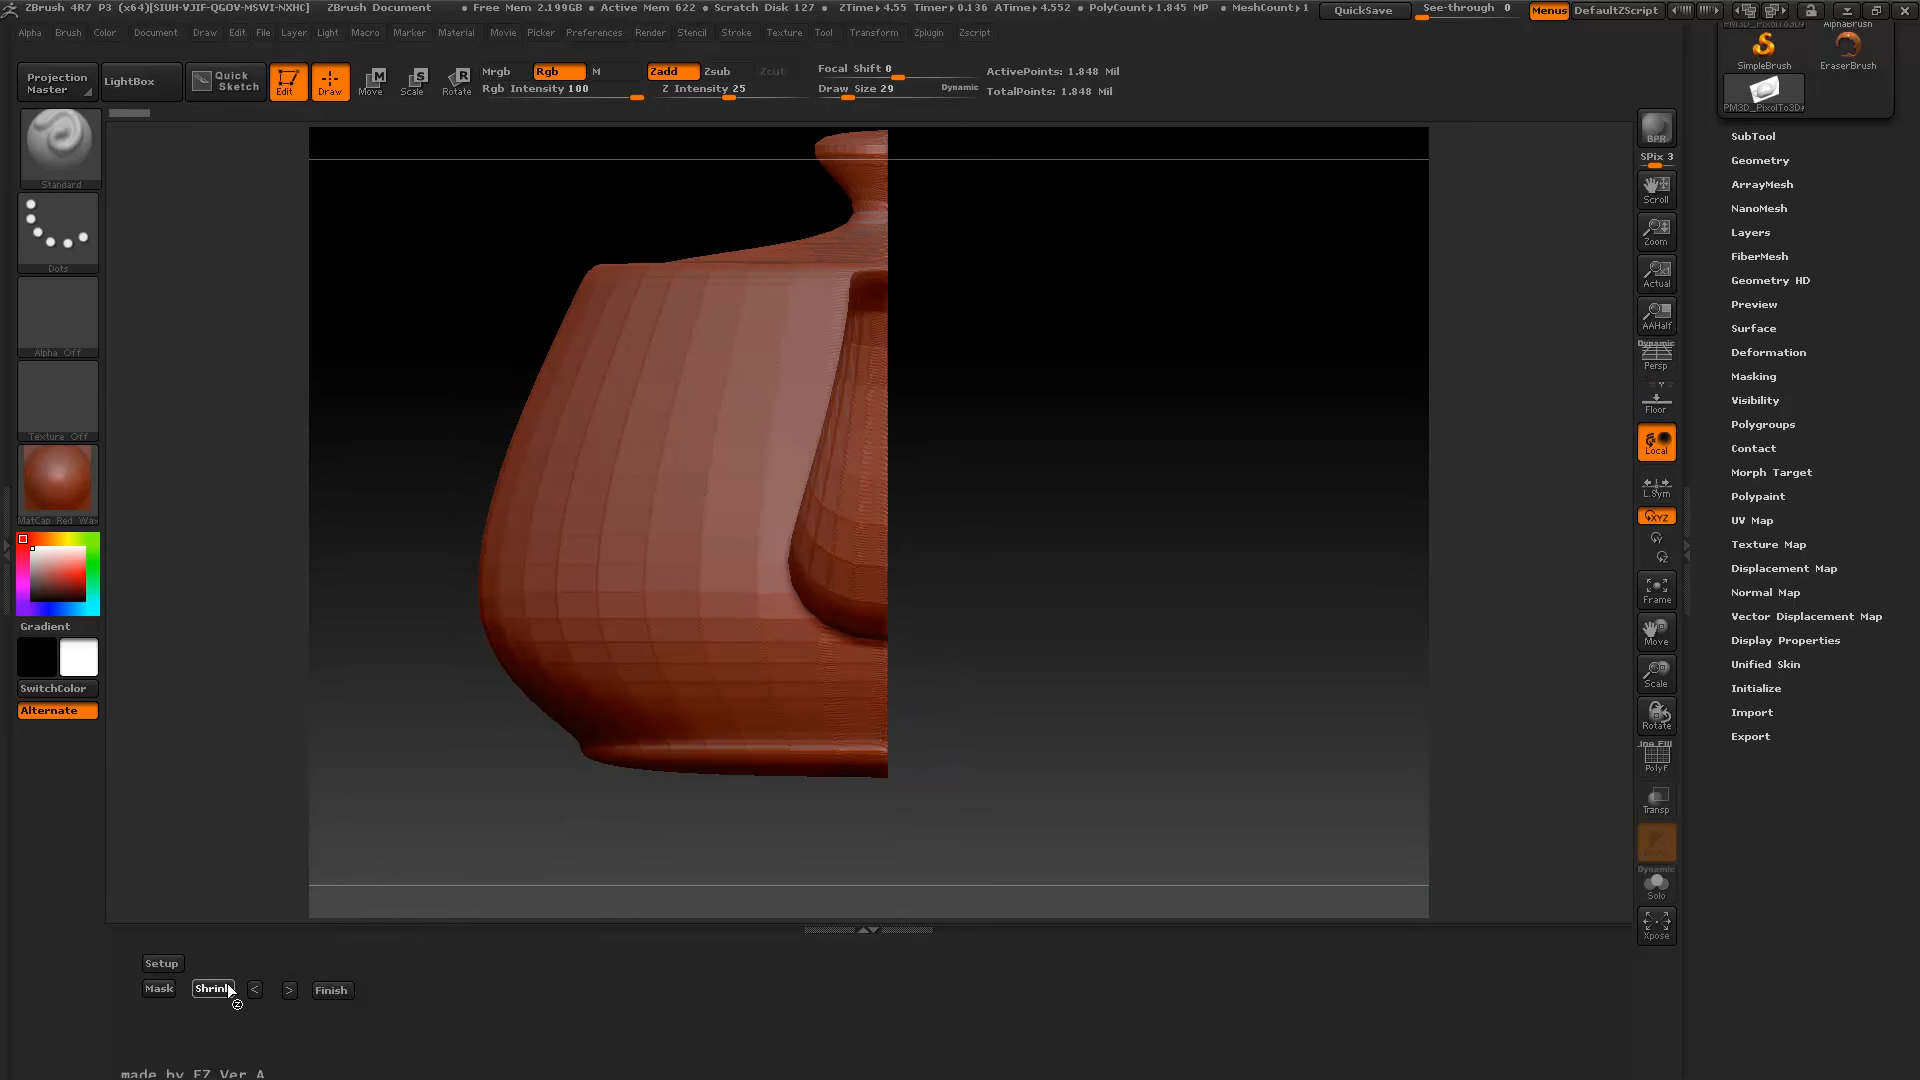 ZBrush 4R7 P3 (x64)[SIUH-VJIF-QGOV-MSWI-NXHC] ZBrush Document • Free Mem 2.199GB • Active Mem 622 • Scratch Disk 127 • ZTime▸4.55 Timer▸0.136 ATime▸4.552 • PolyCount▸1.845 MP • MeshCount▸1 QuickSave See-through 0 Menus DefaultZScript
Alpha Brush Color Document Draw Edit File Layer Light Macro Marker Material Movie Picker Preferences Render Stencil Stroke Texture Tool Transform Zplugin Zscript
AlphaBrush
SimpleBrush EraserBrush
Projection Master
LightBox
Quick Sketch
Edit Draw Move Scale Rotate
Mrgb Rgb M Zadd Zsub Zcut
Rgb Intensity 100 Z Intensity 25
Focal Shift 0
Draw Size 29 Dynamic
ActivePoints: 1.848 Mil
TotalPoints: 1.848 Mil
Standard
Dots
Alpha Off
Texture Off
MatCap Red Wax
Gradient
SwitchColor
Alternate
BPR
SPix 3
Scroll
Zoom
Actual
AAHalf
Dynamic
Persp
Floor
Local
L.Sym
XYZ
Frame
Move
Scale
Rotate
PolyF
Transp
Dynamic
Solo
Xpose
SubTool
Geometry
ArrayMesh
NanoMesh
Layers
FiberMesh
Geometry HD
Preview
Surface
Deformation
Masking
Visibility
Polygroups
Contact
Morph Target
Polypaint
UV Map
Texture Map
Displacement Map
Normal Map
Vector Displacement Map
Display Properties
Unified Skin
Initialize
Import
Export
Setup
Mask Shrink < > Finish
made by EZ Ver A